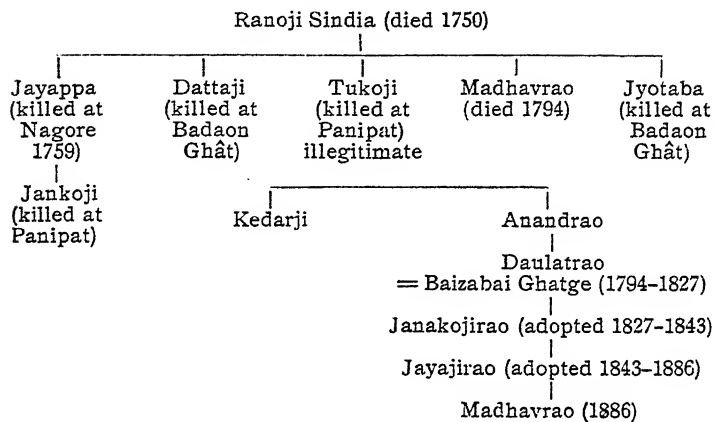 Ranoji Sindia (died 1750)
Jayappa Dattaji Tukoji Madhavrao Jyotaba
(killed at (killed at (killed at (died 1794) (killed at
Nagore Badaon Panipat) Badaon
1759) Ghât) illegitimate Ghât)
Jankoji
(killed at Kedarji Anandrao
Panipat)
Daulatrao
= Baizabai Ghatge (1794–1827)
Janakojirao (adopted 1827–1843)
Jayajirao (adopted 1843–1886)
Madhavrao (1886)